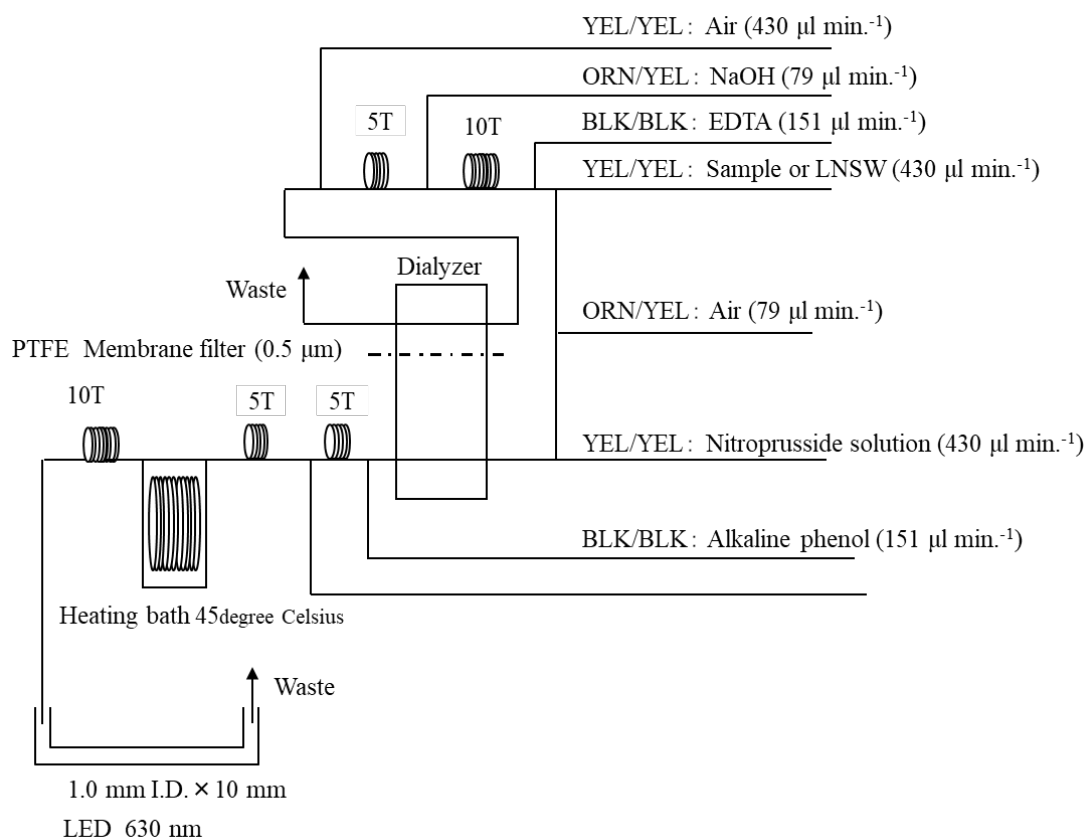 YEL/YEL: Air (430 μl min.-1)
ORN/YEL: NaOH (79 μl min.-1)
5T
10T
BLK/BLK: EDTA (151 μl min.-1)
YEL/YEL: Sample or LNSW (430 μl min.-1)
Dialyzer
Waste
ORN/YEL: Air (79 μl min.-1)
PTFE Membrane filter (0.5 μm)
10T
5T
5T
YEL/YEL: Nitroprusside solution (430 μl min.-1)
BLK/BLK: Alkaline phenol (151 μl min.-1)
Heating bath 45degree Celsius
Waste
1.0 mm I.D. × 10 mm
LED 630 nm